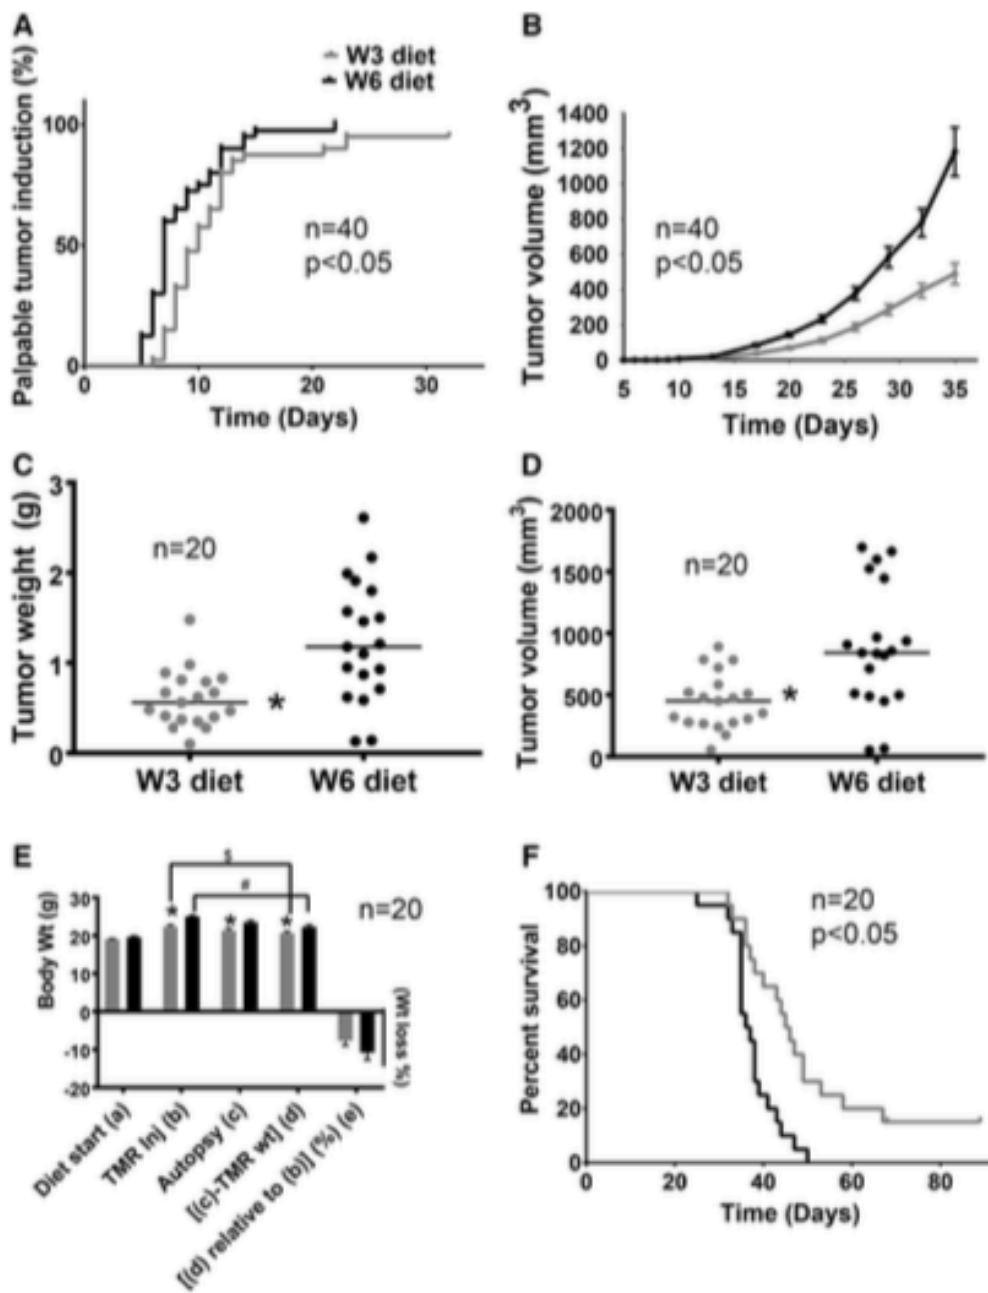 A
W3 diet
W6 diet
Palpable tumor induction (%)
100
50
0
n=40
p<0.05
0 10 20 30
Time (Days)
B
Tumor volume (mm³)
1400
1200
800
600
400
200
0
n=40
p<0.05
5 10 15 20 25 30 35
Time (Days)
C
Tumor weight (g)
3
2
1
0
n=20
*
W3 diet W6 diet
D
Tumor volume (mm³)
2000
1500
1000
500
0
n=20
*
W3 diet W6 diet
E
Body Wt (g)
30
20
10
0
-10
-20
* * *
#
n=20
(Wt loss %)
Diet start (a)
TMR Inj (b)
Autopsy (c)
[(c)-TMR wt] (d)
[(d) relative to (b)] (%) (e)
F
Percent survival
100
80
60
40
20
0
n=20
p<0.05
0 20 40 60 80
Time (Days)